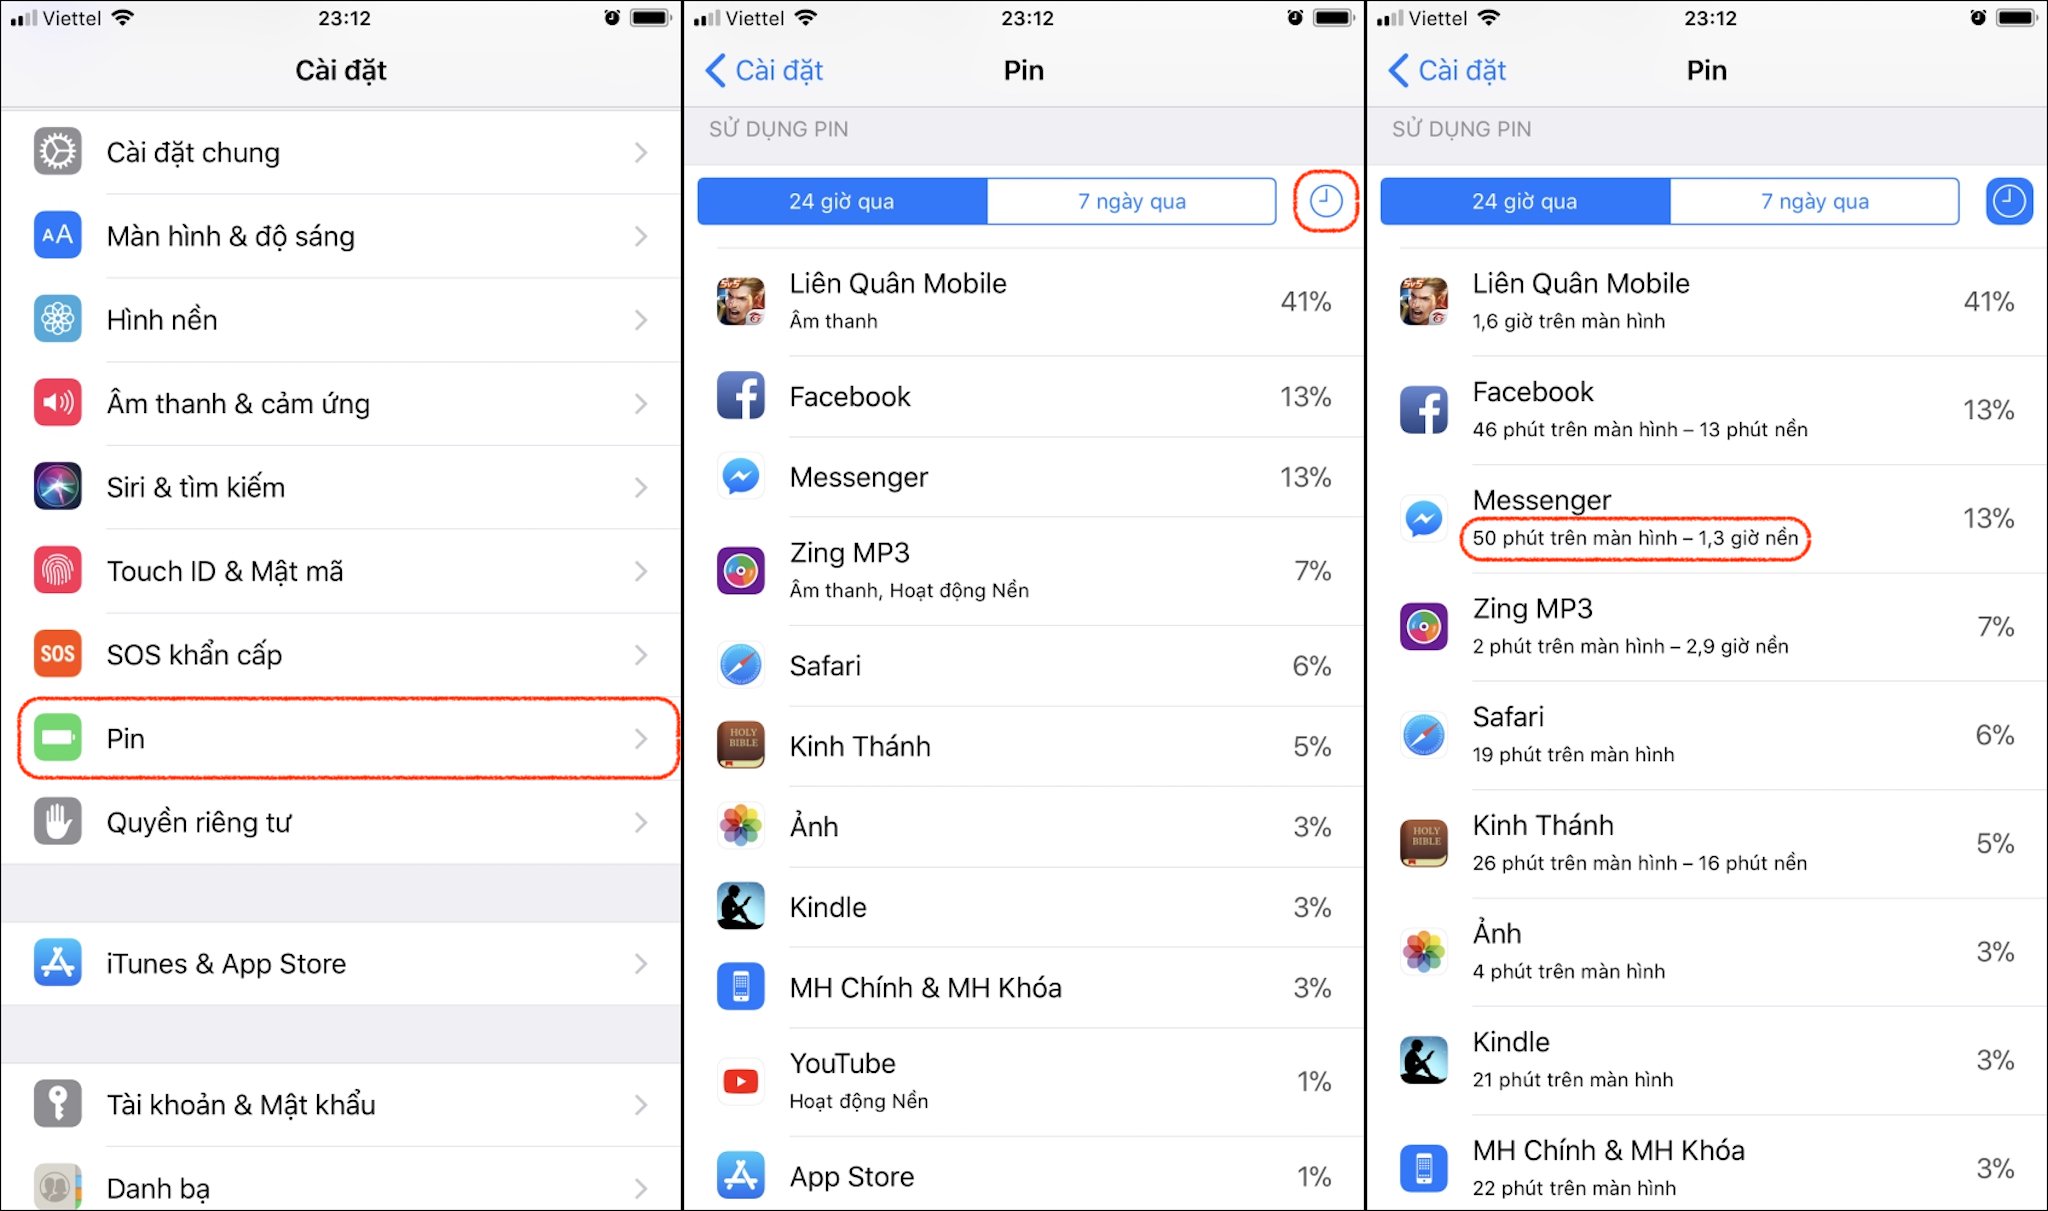 Viettel
23:12
Cài đặt
Cài đặt chung
AA
Màn hình & độ sáng
Hình nền
Âm thanh & cảm ứng
Siri & tìm kiếm
Touch ID & Mật mã
SOS
SOS khẩn cấp
Pin
Quyền riêng tư
iTunes & App Store
Tài khoản & Mật khẩu
Danh bạ
Viettel
23:12
Cài đặt
Pin
SỬ DỤNG PIN
24 giờ qua
7 ngày qua
5v5
Liên Quân Mobile
41%
Âm thanh
Facebook
13%
Messenger
13%
Zing MP3
7%
Âm thanh, Hoạt động Nền
Safari
6%
HOLY
BIBLE
Kinh Thánh
5%
Ảnh
3%
Kindle
3%
MH Chính & MH Khóa
3%
YouTube
1%
Hoạt động Nền
App Store
1%
Viettel
23:12
Cài đặt
Pin
SỬ DỤNG PIN
24 giờ qua
7 ngày qua
5v5
Liên Quân Mobile
41%
1,6 giờ trên màn hình
Facebook
13%
46 phút trên màn hình – 13 phút nền
Messenger
13%
50 phút trên màn hình – 1,3 giờ nền
Zing MP3
7%
2 phút trên màn hình – 2,9 giờ nền
Safari
6%
19 phút trên màn hình
HOLY
BIBLE
Kinh Thánh
5%
26 phút trên màn hình – 16 phút nền
Ảnh
3%
4 phút trên màn hình
Kindle
3%
21 phút trên màn hình
MH Chính & MH Khóa
3%
22 phút trên màn hình